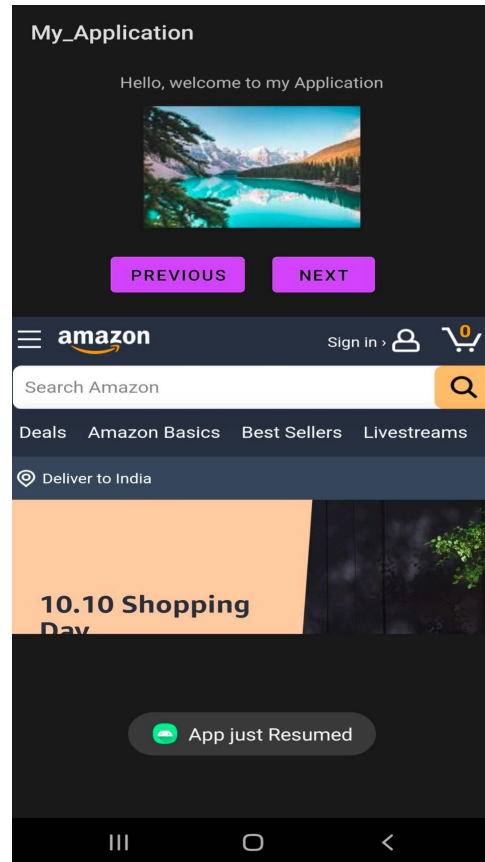 My_Application
Hello, welcome to my Application
PREVIOUS NEXT
amazon Sign in › 0
Search Amazon
Deals Amazon Basics Best Sellers Livestreams
Deliver to India
10.10 Shopping
Day
App just Resumed